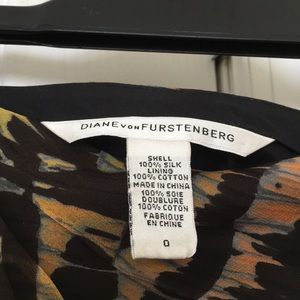 DIANE VON FURSTENBERG
SHELL
100% SILK
LINING
100% COTTON
MADE IN CHINA
100% SOIE
DOUBLURE
100% COTON
FABRIQUE
EN CHINE
0